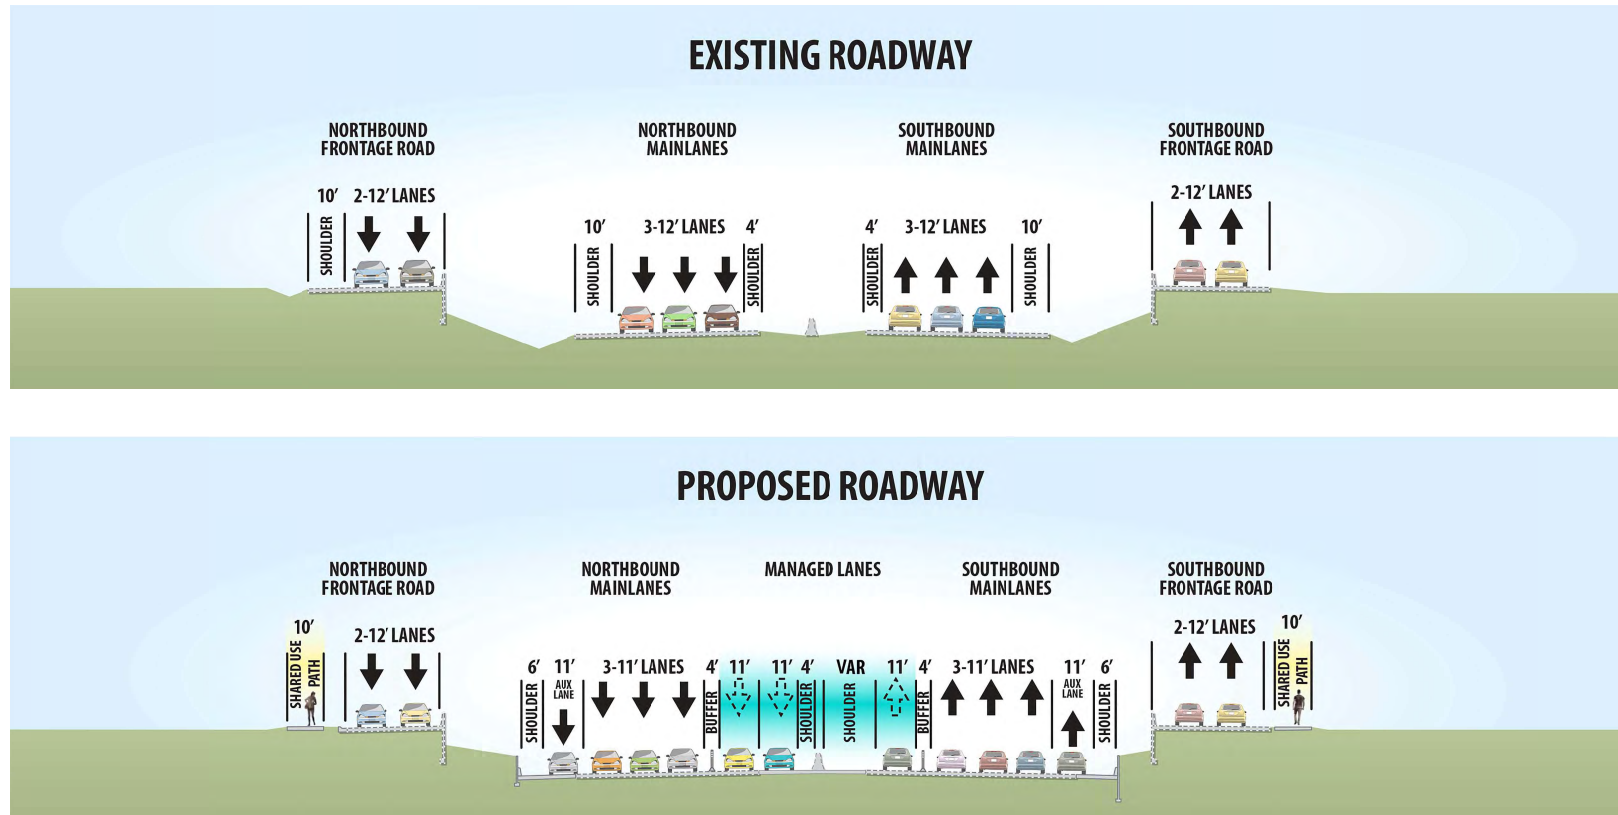 EXISTING ROADWAY
NORTHBOUND
FRONTAGE ROAD
NORTHBOUND
MAINLANES
SOUTHBOUND
MAINLANES
SOUTHBOUND
FRONTAGE ROAD
10' 2-12' LANES
SHOULDER
10' 3-12' LANES 4'
SHOULDER
SHOULDER
4' 3-12' LANES 10'
SHOULDER
SHOULDER
2-12' LANES
PROPOSED ROADWAY
NORTHBOUND
FRONTAGE ROAD
NORTHBOUND
MAINLANES
MANAGED LANES
SOUTHBOUND
MAINLANES
SOUTHBOUND
FRONTAGE ROAD
10'
SHARED USE
PATH
2-12' LANES
6' 11' 3-11' LANES 4' 11' 11' 4' VAR 11' 4' 3-11' LANES 11' 6'
SHOULDER
AUX
LANE
BUFFER
SHOULDER
SHOULDER
BUFFER
AUX
LANE
SHOULDER
2-12' LANES
10'
SHARED USE
PATH